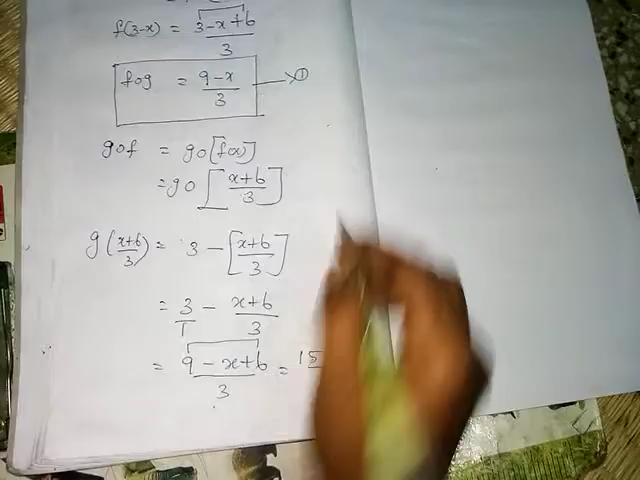 f(3-x) = 3-x+6 / 3
fog = 9-x / 3 → ①
gof = go[f(x)]
= go [x+6 / 3]
g(x+6 / 3) = 3 - [x+6 / 3]
= 3/1 - x+6 / 3
= 9-x+6 / 3 = 15